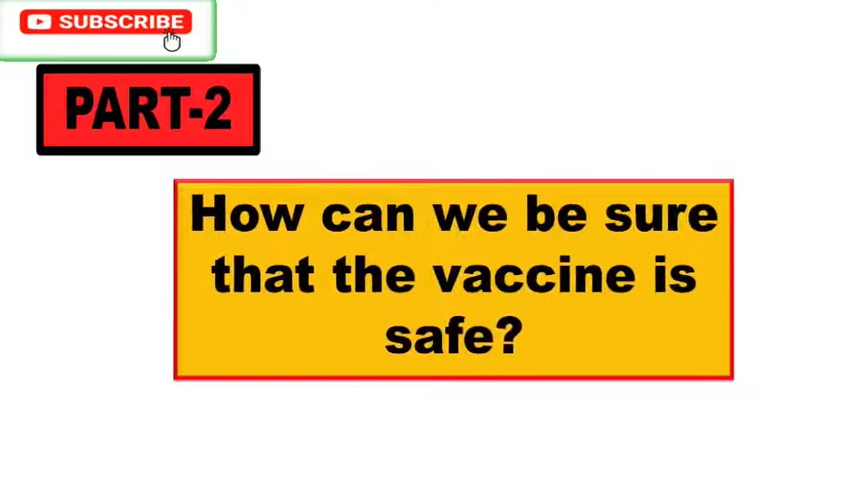 SUBSCRIBE
PART-2
How can we be sure
that the vaccine is
safe?